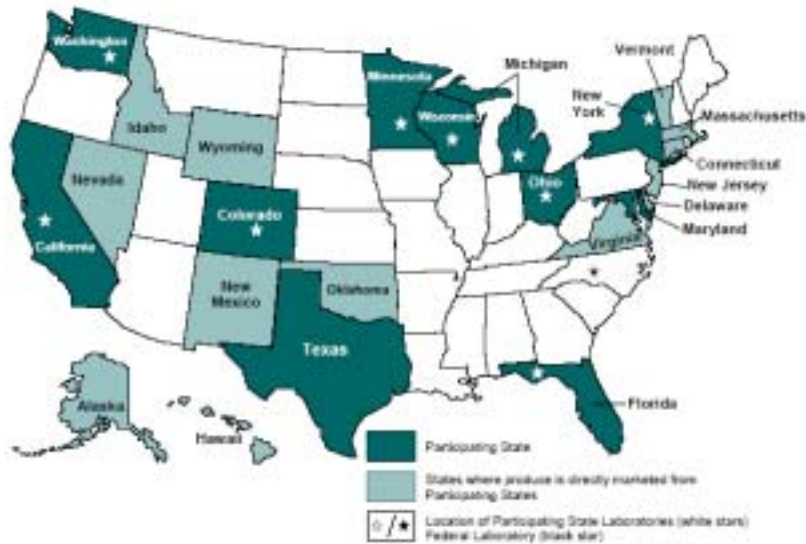 Washington
Minnesota
Michigan
Vermont
New
York
Wisconsin
Massachusetts
Idaho
Wyoming
Connecticut
Nevada
Ohio
New Jersey
Colorado
Delaware
California
Virginia
Maryland
New
Mexico
Oklahoma
Texas
Alaska
Hawaii
Florida
Participating State
States where produce is directly marketed from
Participating States
Location of Participating State Laboratories (white stars)
Federal Laboratory (black star)